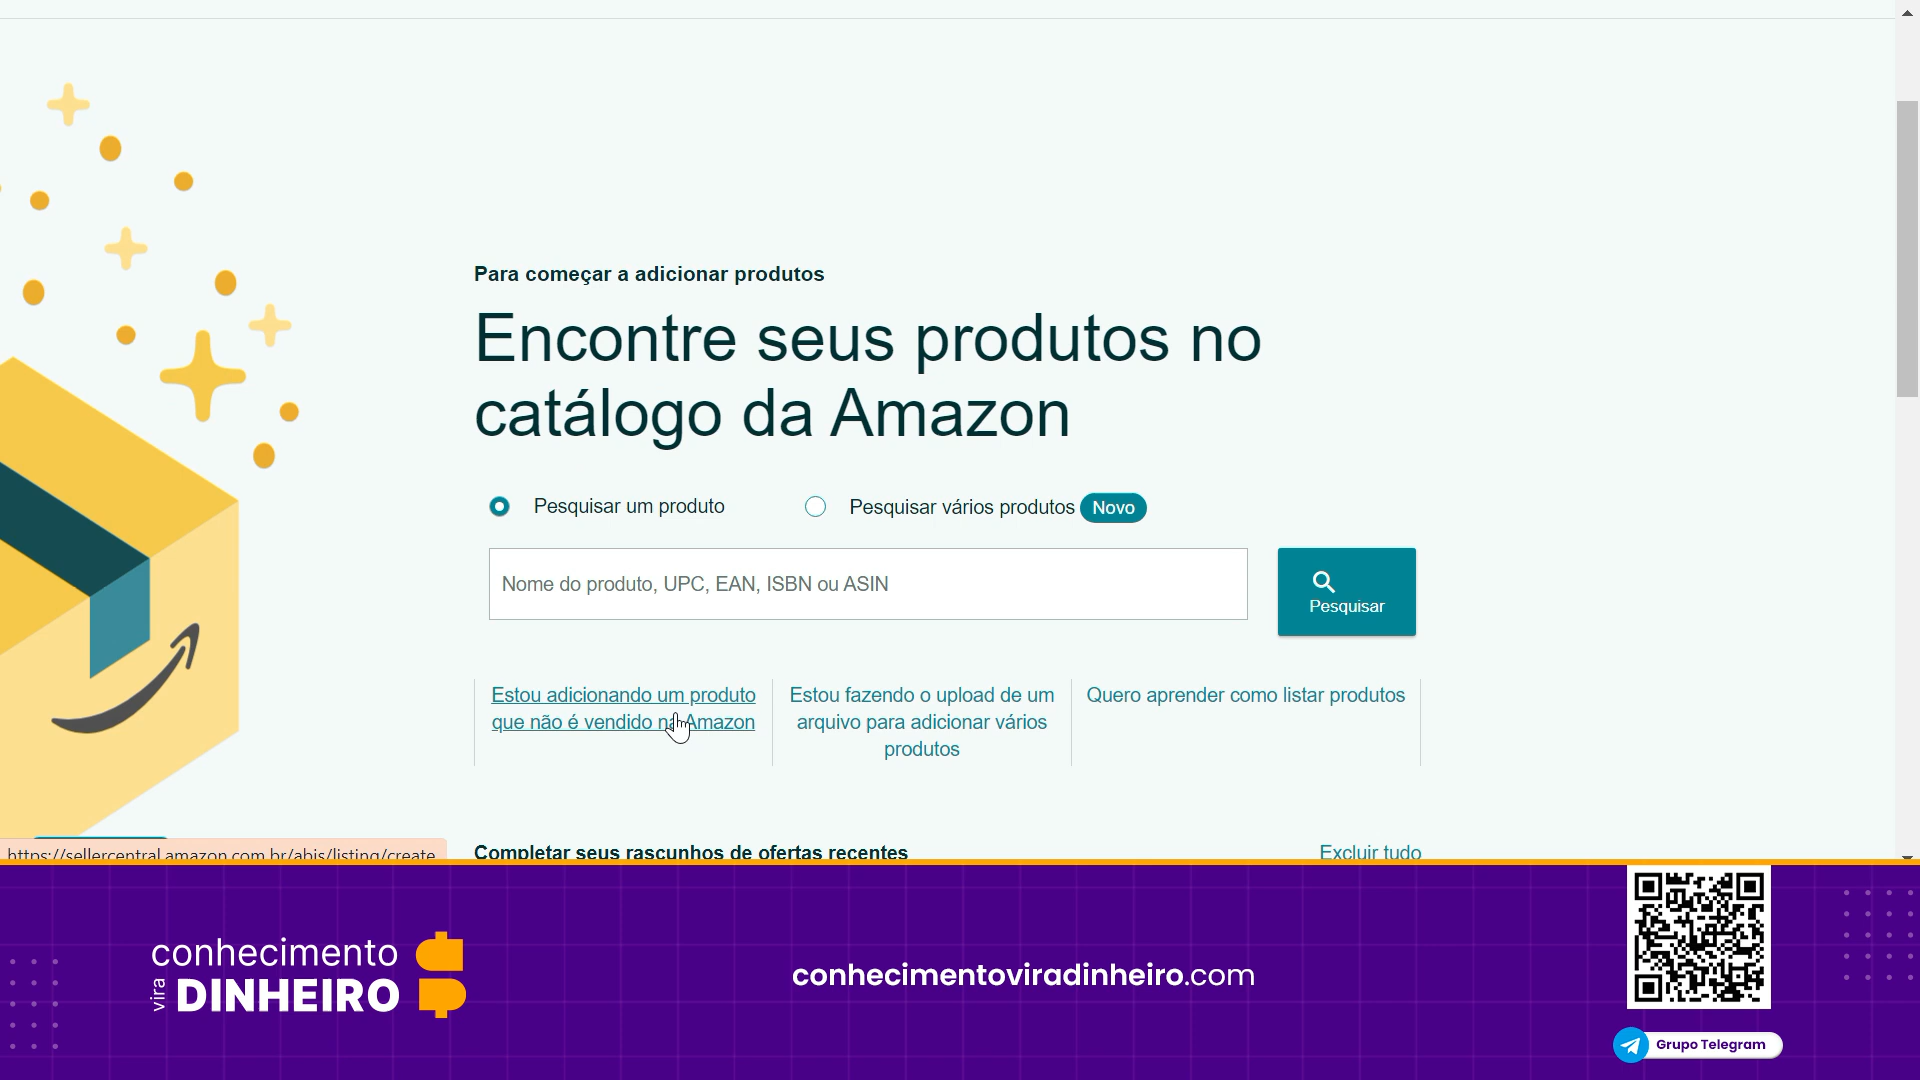 Para começar a adicionar produtos
Encontre seus produtos no
catálogo da Amazon
Pesquisar um produto
Pesquisar vários produtos Novo
Nome do produto, UPC, EAN, ISBN ou ASIN
Pesquisar
Estou adicionando um produto
que não é vendido na Amazon
Estou fazendo o upload de um
arquivo para adicionar vários
produtos
Quero aprender como listar produtos
https://sellercentral.amazon.com.br/abis/listing/create
Completar seus rascunhos de ofertas recentes
Excluir tudo
conhecimento
vira DINHEIRO
conhecimentoviradinheiro.com
Grupo Telegram